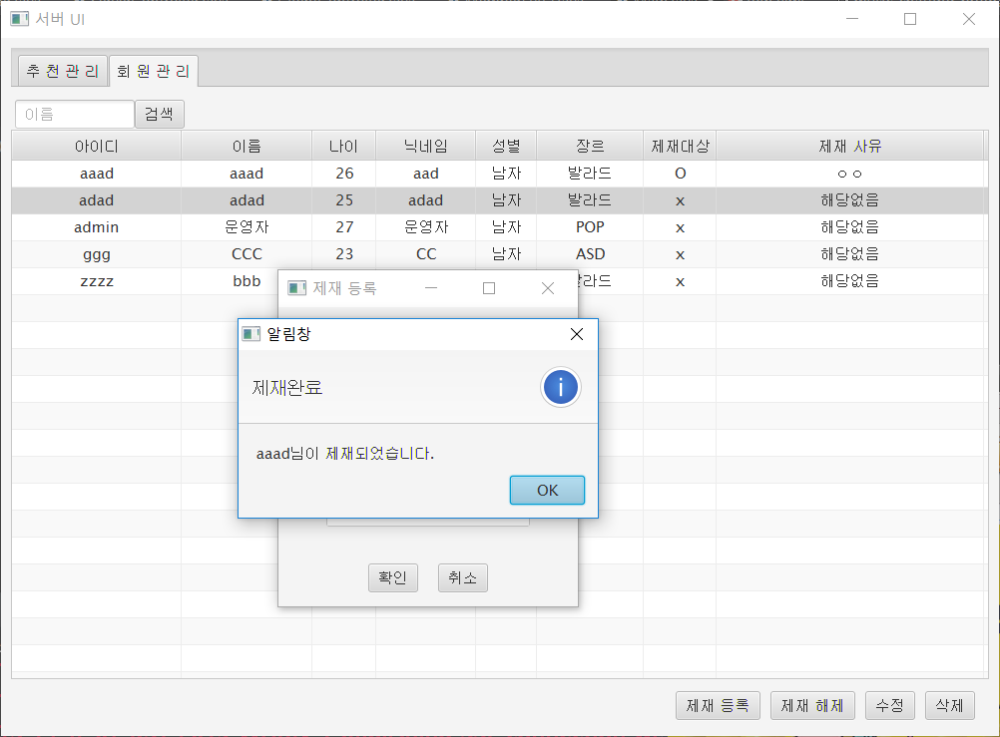 서버 UI
추 천 관 리 회 원 관 리
이름 검색
아이디 이름 나이 닉네임 성별 장르 제재대상 제재 사유
aaad aaad 26 aad 남자 발라드 O ㅇㅇ
adad adad 25 adad 남자 발라드 x 해당없음
admin 운영자 27 운영자 남자 POP x 해당없음
ggg CCC 23 CC 남자 ASD x 해당없음
zzzz bbb 발라드 x 해당없음
제재 등록
알림창
제재완료
aaad님이 제재되었습니다.
OK
확인 취소
제재 등록 제재 해제 수정 삭제